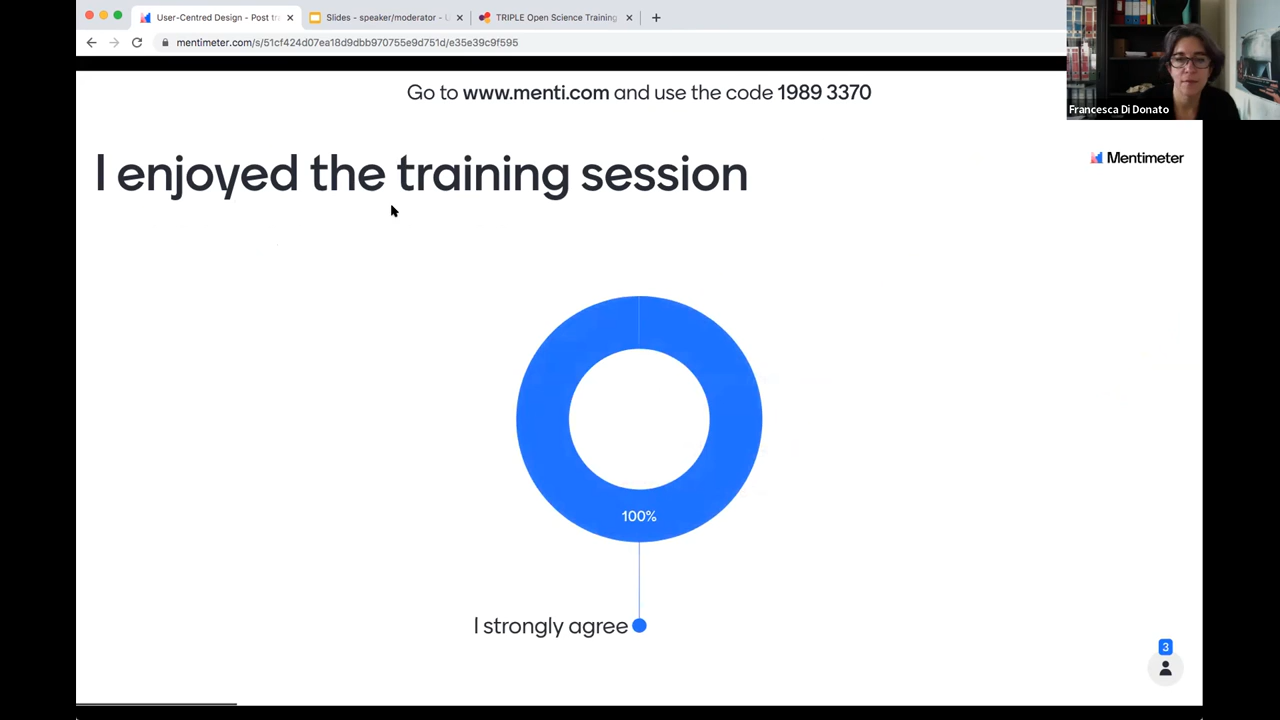 User-Centred Design - Post tr
Slides - speaker/moderator - U
TRIPLE Open Science Training
mentimeter.com/s/51cf424d07ea18d9dbb970755e9d751d/e35e39c9f595
Francesca Di Donato
Go to www.menti.com and use the code 1989 3370
Mentimeter
I enjoyed the training session
100%
I strongly agree
3